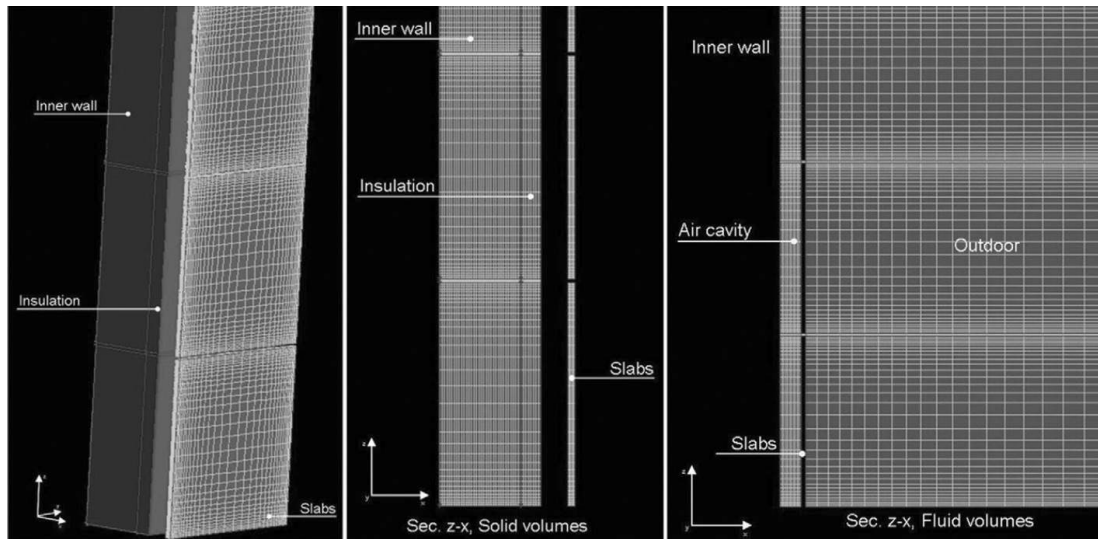 Inner wall
Insulation
Slabs
Inner wall
Insulation
Slabs
Sec. z-x, Solid volumes
Inner wall
Air cavity
Outdoor
Slabs
Sec. z-x, Fluid volumes